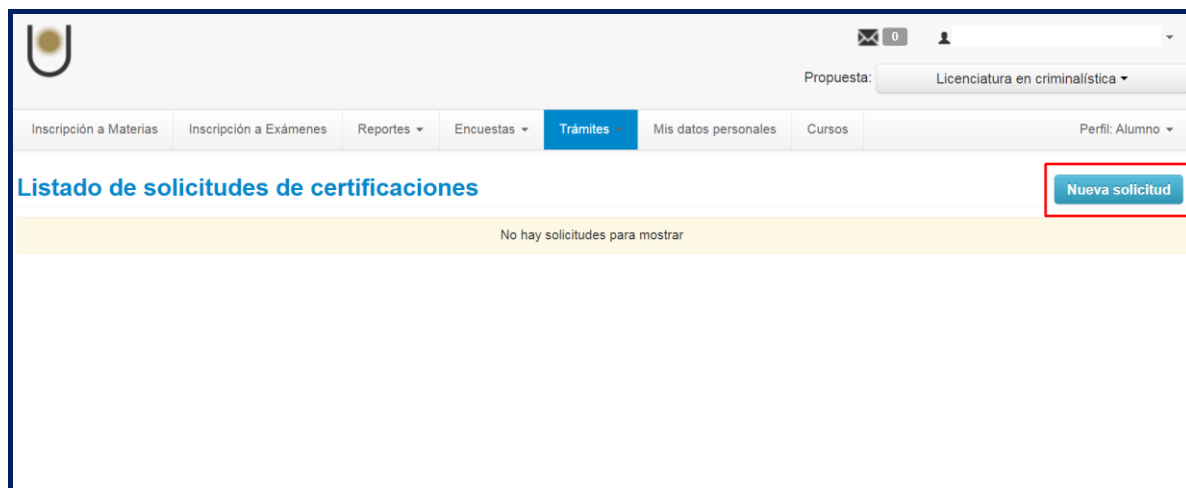 0
Propuesta: Licenciatura en criminalística
Inscripción a Materias Inscripción a Exámenes Reportes Encuestas Trámites Mis datos personales Cursos Perfil: Alumno
Listado de solicitudes de certificaciones Nueva solicitud
No hay solicitudes para mostrar